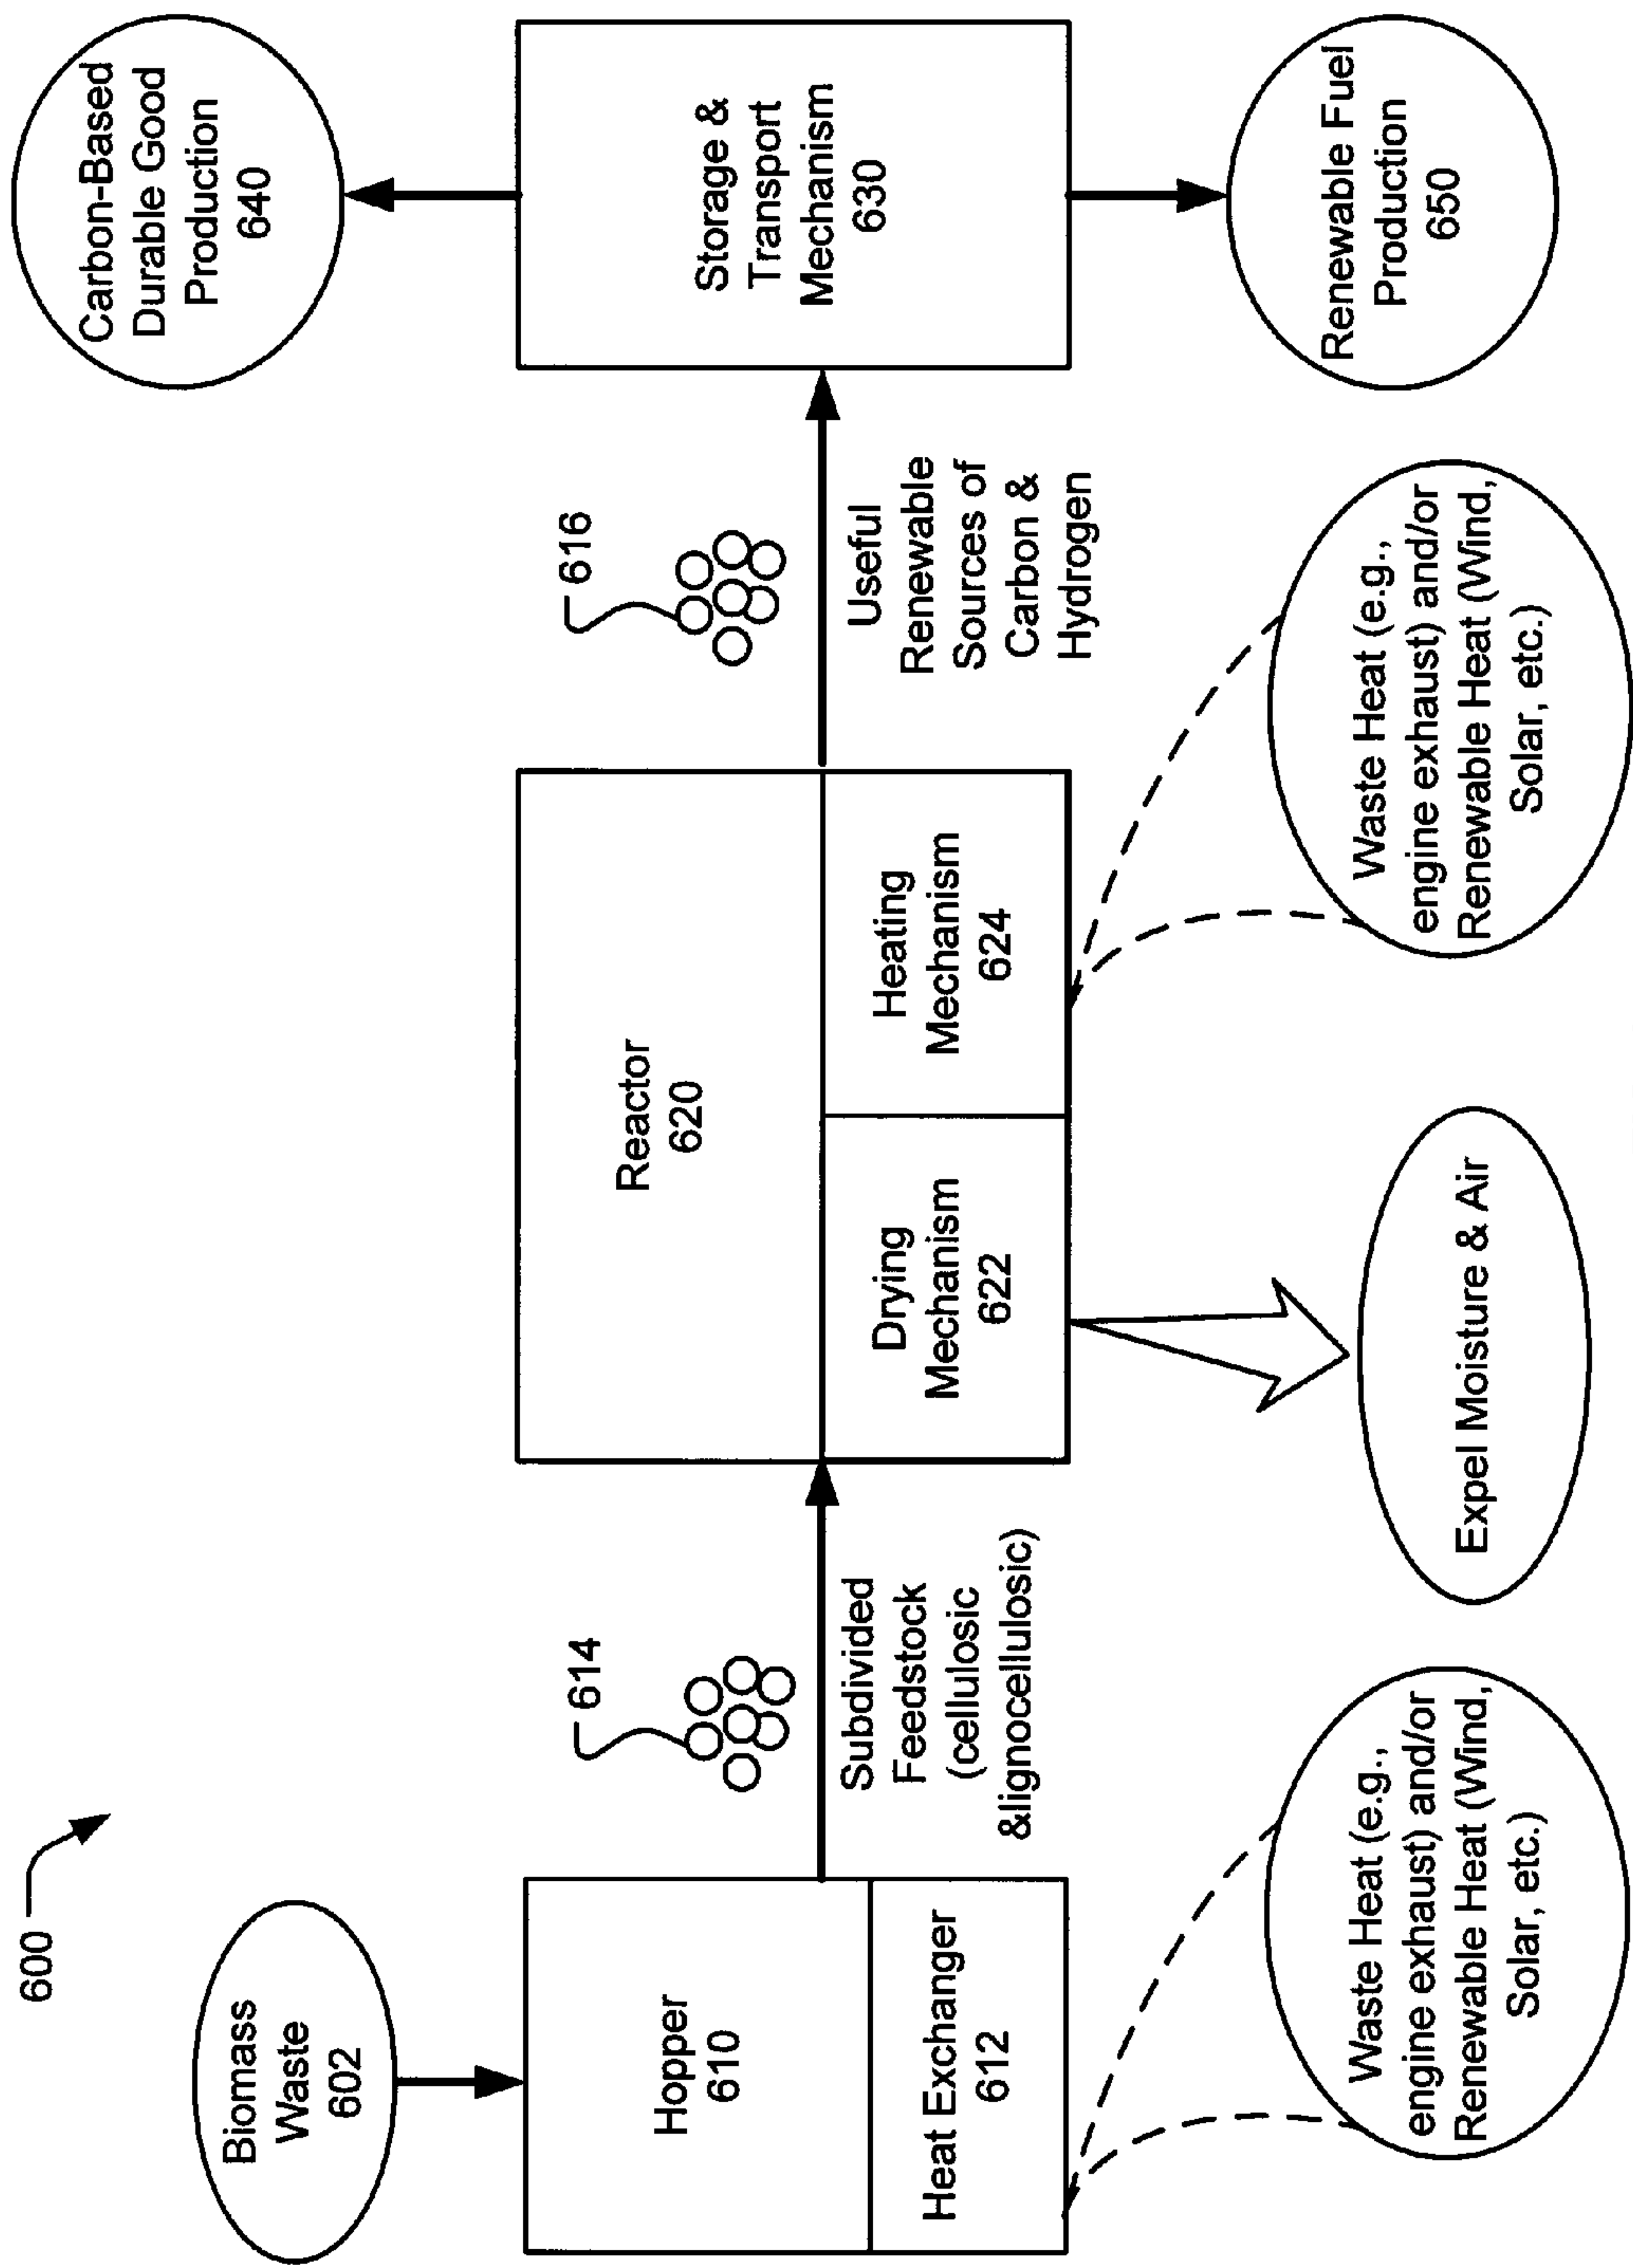 600
Biomass
Waste
602
Hopper
610
Heat Exchanger
612
Waste Heat (e.g.,
engine exhaust) and/or
Renewable Heat (Wind,
Solar, etc.)
614
Subdivided
Feedstock
(cellulosic
&lignocellulosic)
Reactor
620
Drying
Mechanism
622
Heating
Mechanism
624
Expel Moisture & Air
Waste Heat (e.g.,
engine exhaust) and/or
Renewable Heat (Wind,
Solar, etc.)
616
Useful
Renewable
Sources of
Carbon &
Hydrogen
Carbon-Based
Durable Good
Production
640
Storage &
Transport
Mechanism
630
Renewable Fuel
Production
650